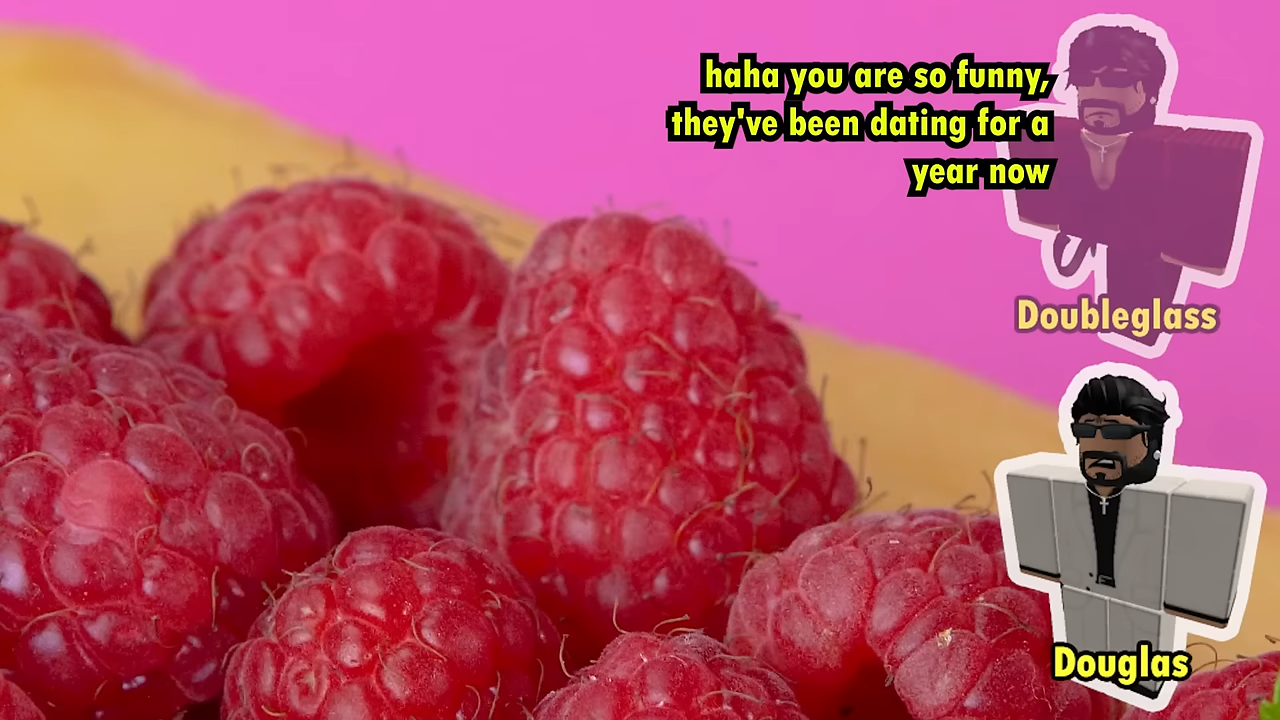 haha you are so funny,
they've been dating for a
year now
Doubleglass
Douglas